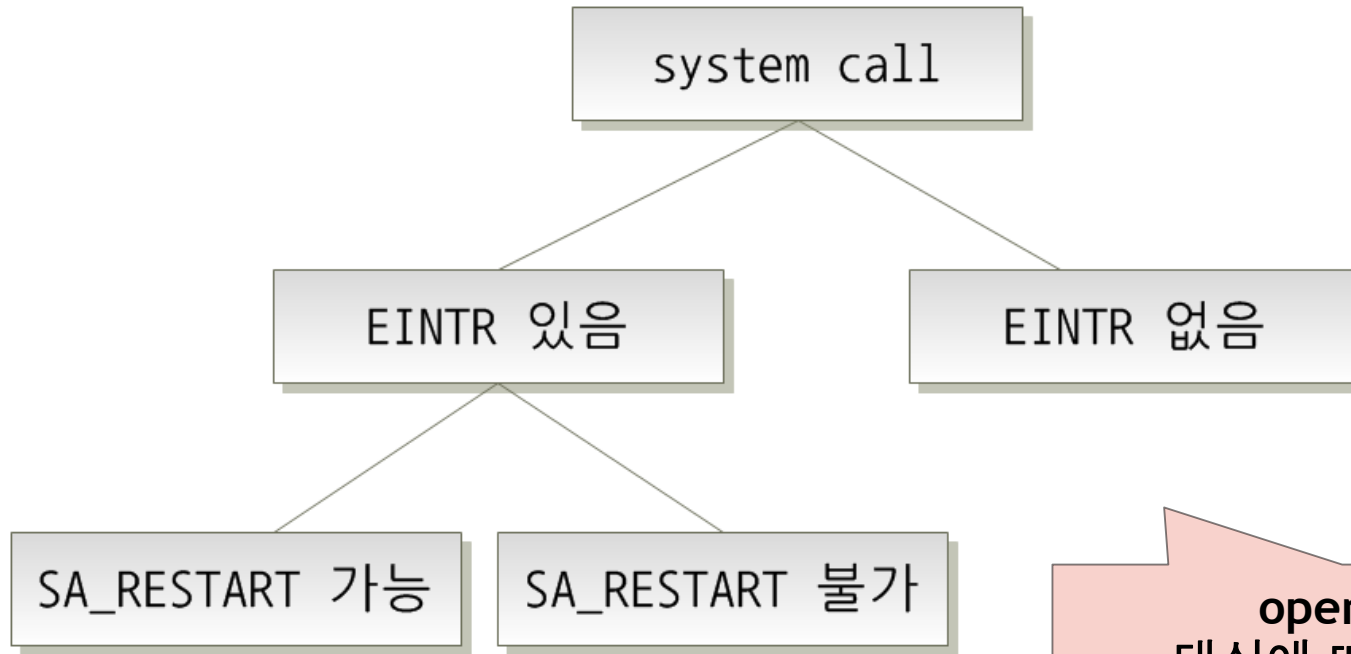 system call
EINTR 있음
EINTR 없음
SA_RESTART 가능
SA_RESTART 불가